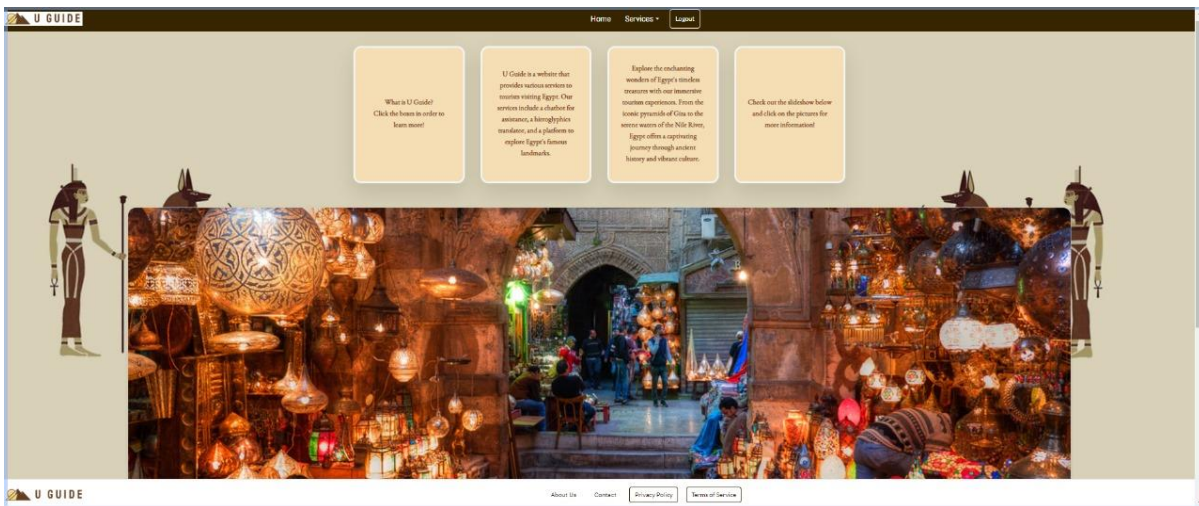 U GUIDE
Home Services Logout
What is U Guide?
Click the boxes in order to
learn more!
U Guide is a website that
provides various services to
tourists visiting Egypt. Our
services include a chatbot for
assistance, a hieroglyphics
translator, and a platform to
explore Egypt's famous
landmarks.
Explore the enchanting
wonders of Egypt's timeless
treasures with our immersive
tourism experiences. From the
iconic pyramids of Giza to the
serene waters of the Nile River,
Egypt offers a captivating
journey through ancient
history and vibrant culture.
Check out the slideshow below
and click on the pictures for
more information!
U GUIDE
About Us Contact Privacy Policy Terms of Service